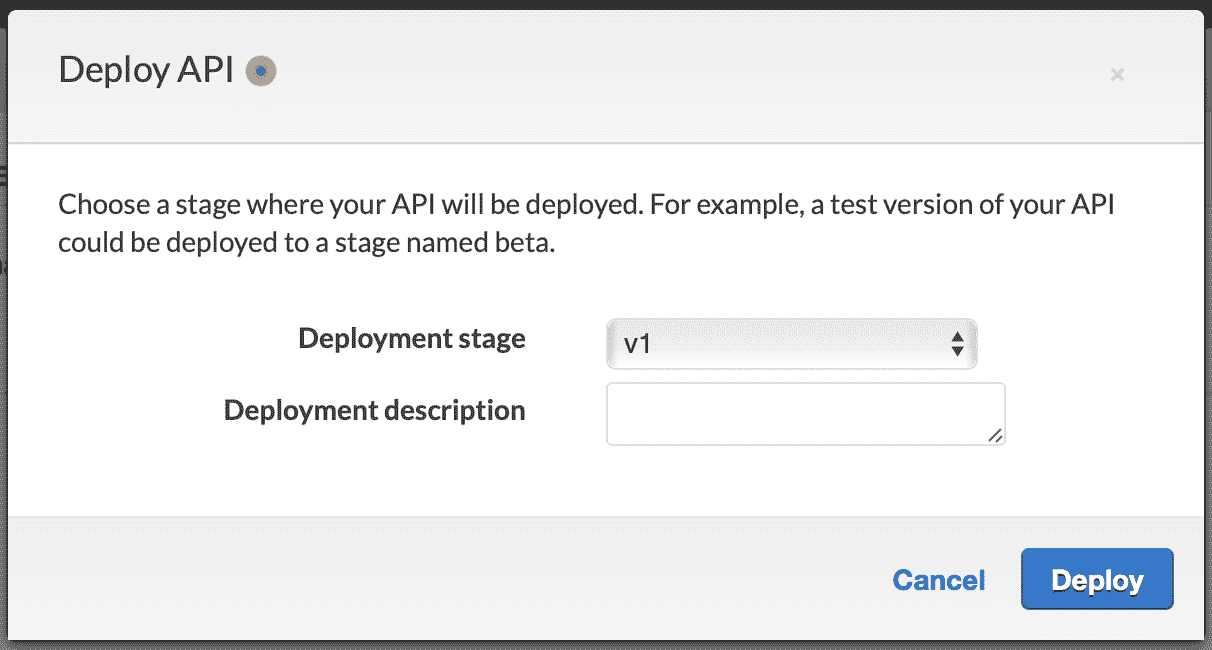 Deploy API
×
Choose a stage where your API will be deployed. For example, a test version of your API
could be deployed to a stage named beta.
Deployment stage
v1
Deployment description
Cancel
Deploy